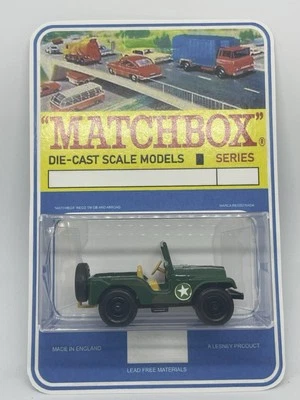 "MATCHBOX"®
DIE-CAST SCALE MODELS SERIES
MADE IN ENGLAND
A LESNEY PRODUCT
LEAD FREE MATERIALS